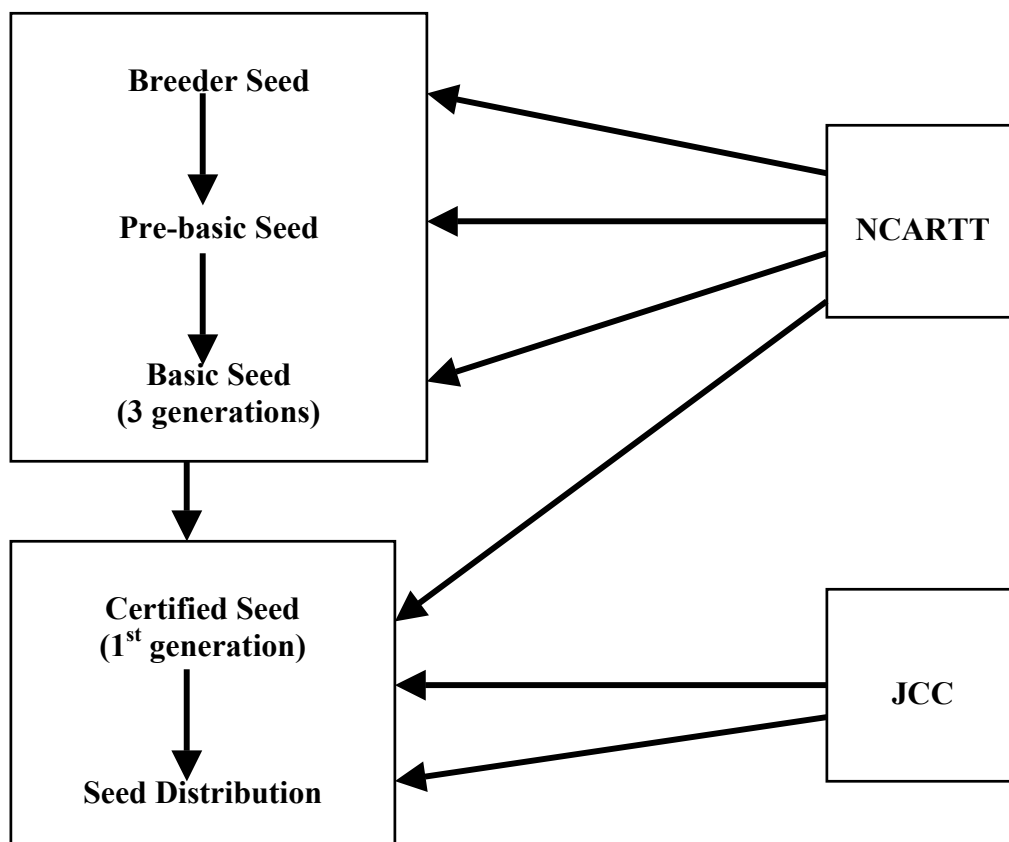 Breeder Seed
Pre-basic Seed
NCARTT
Basic Seed
(3 generations)
Certified Seed
(1st generation)
JCC
Seed Distribution